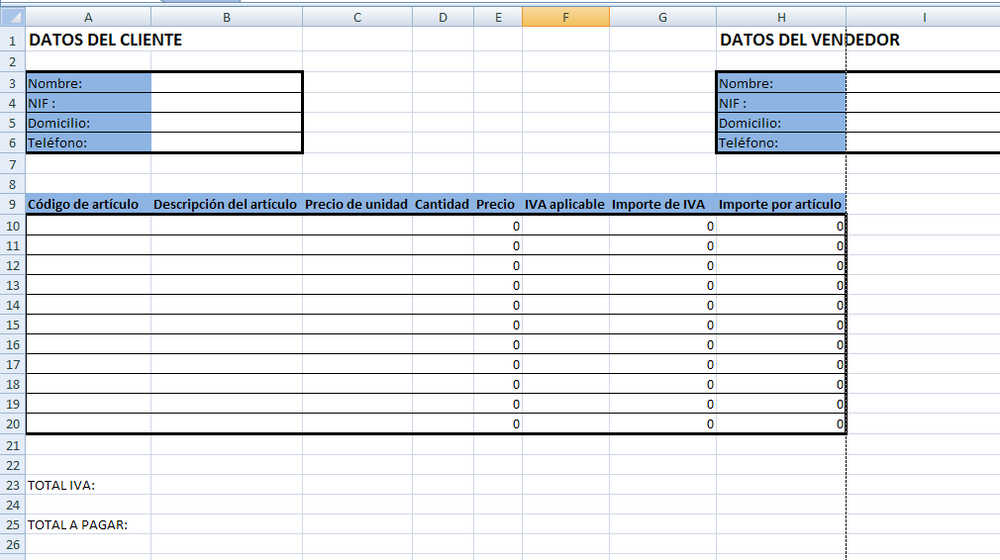 A B C D E F G H I
1 DATOS DEL CLIENTE DATOS DEL VENDEDOR
2
3 Nombre: Nombre:
4 NIF : NIF :
5 Domicilio: Domicilio:
6 Teléfono: Teléfono:
7
8
9 Código de artículo Descripción del artículo Precio de unidad Cantidad Precio IVA aplicable Importe de IVA Importe por artículo
10 0 0 0
11 0 0 0
12 0 0 0
13 0 0 0
14 0 0 0
15 0 0 0
16 0 0 0
17 0 0 0
18 0 0 0
19 0 0 0
20 0 0 0
21
22
23 TOTAL IVA:
24
25 TOTAL A PAGAR:
26